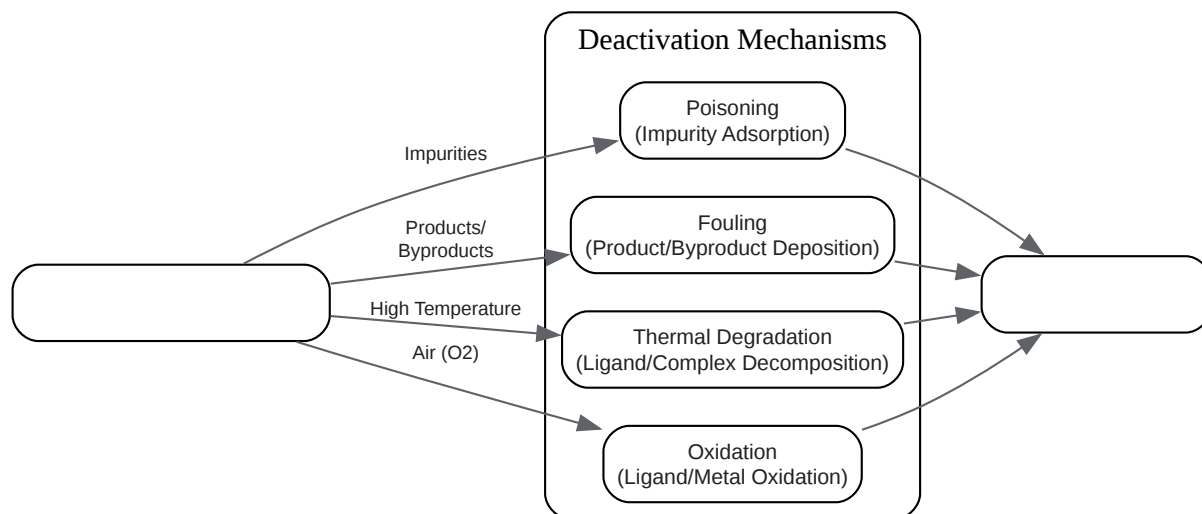 Deactivation Mechanisms
Poisoning
(Impurity Adsorption)
Impurities
Fouling
(Product/Byproduct Deposition)
Products/
Byproducts
High Temperature
Thermal Degradation
(Ligand/Complex Decomposition)
Air (O2)
Oxidation
(Ligand/Metal Oxidation)